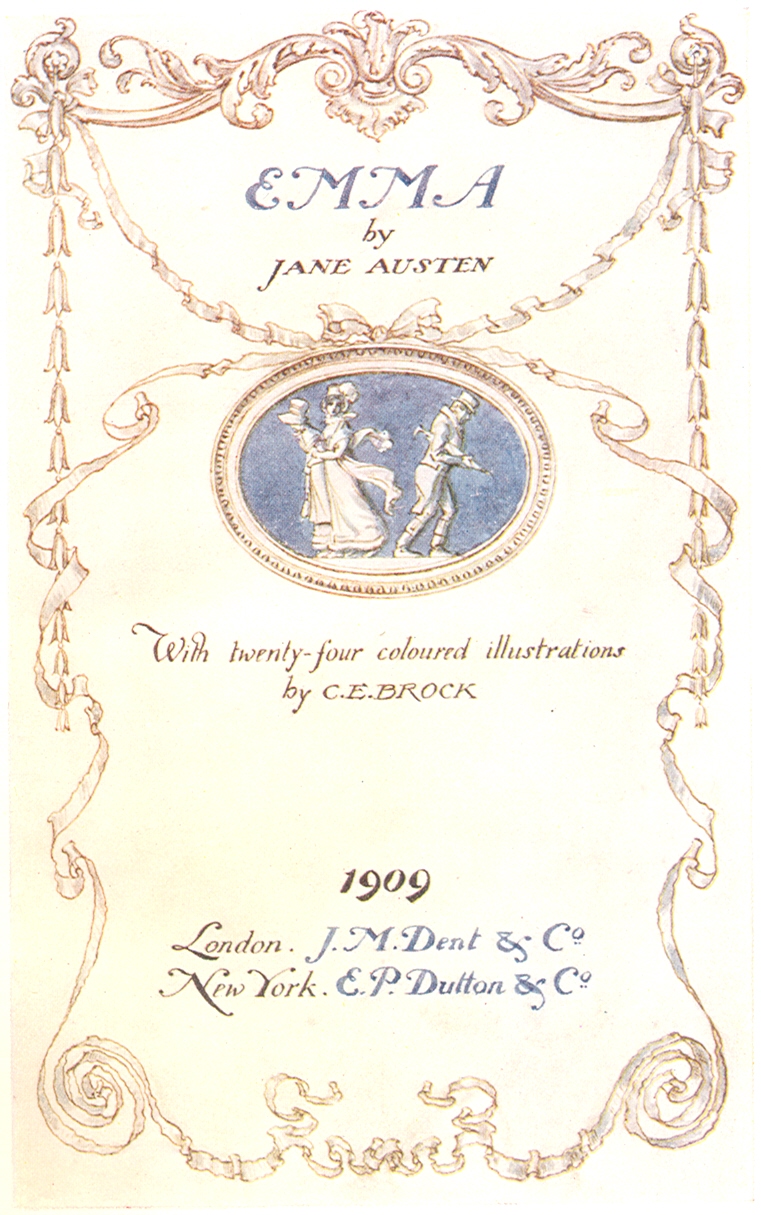 EMMA
by
JANE AUSTEN
With twenty-four coloured illustrations
by C.E.BROCK
1909
London. J.M.Dent & Cº
New York. E.P.Dutton & Cº